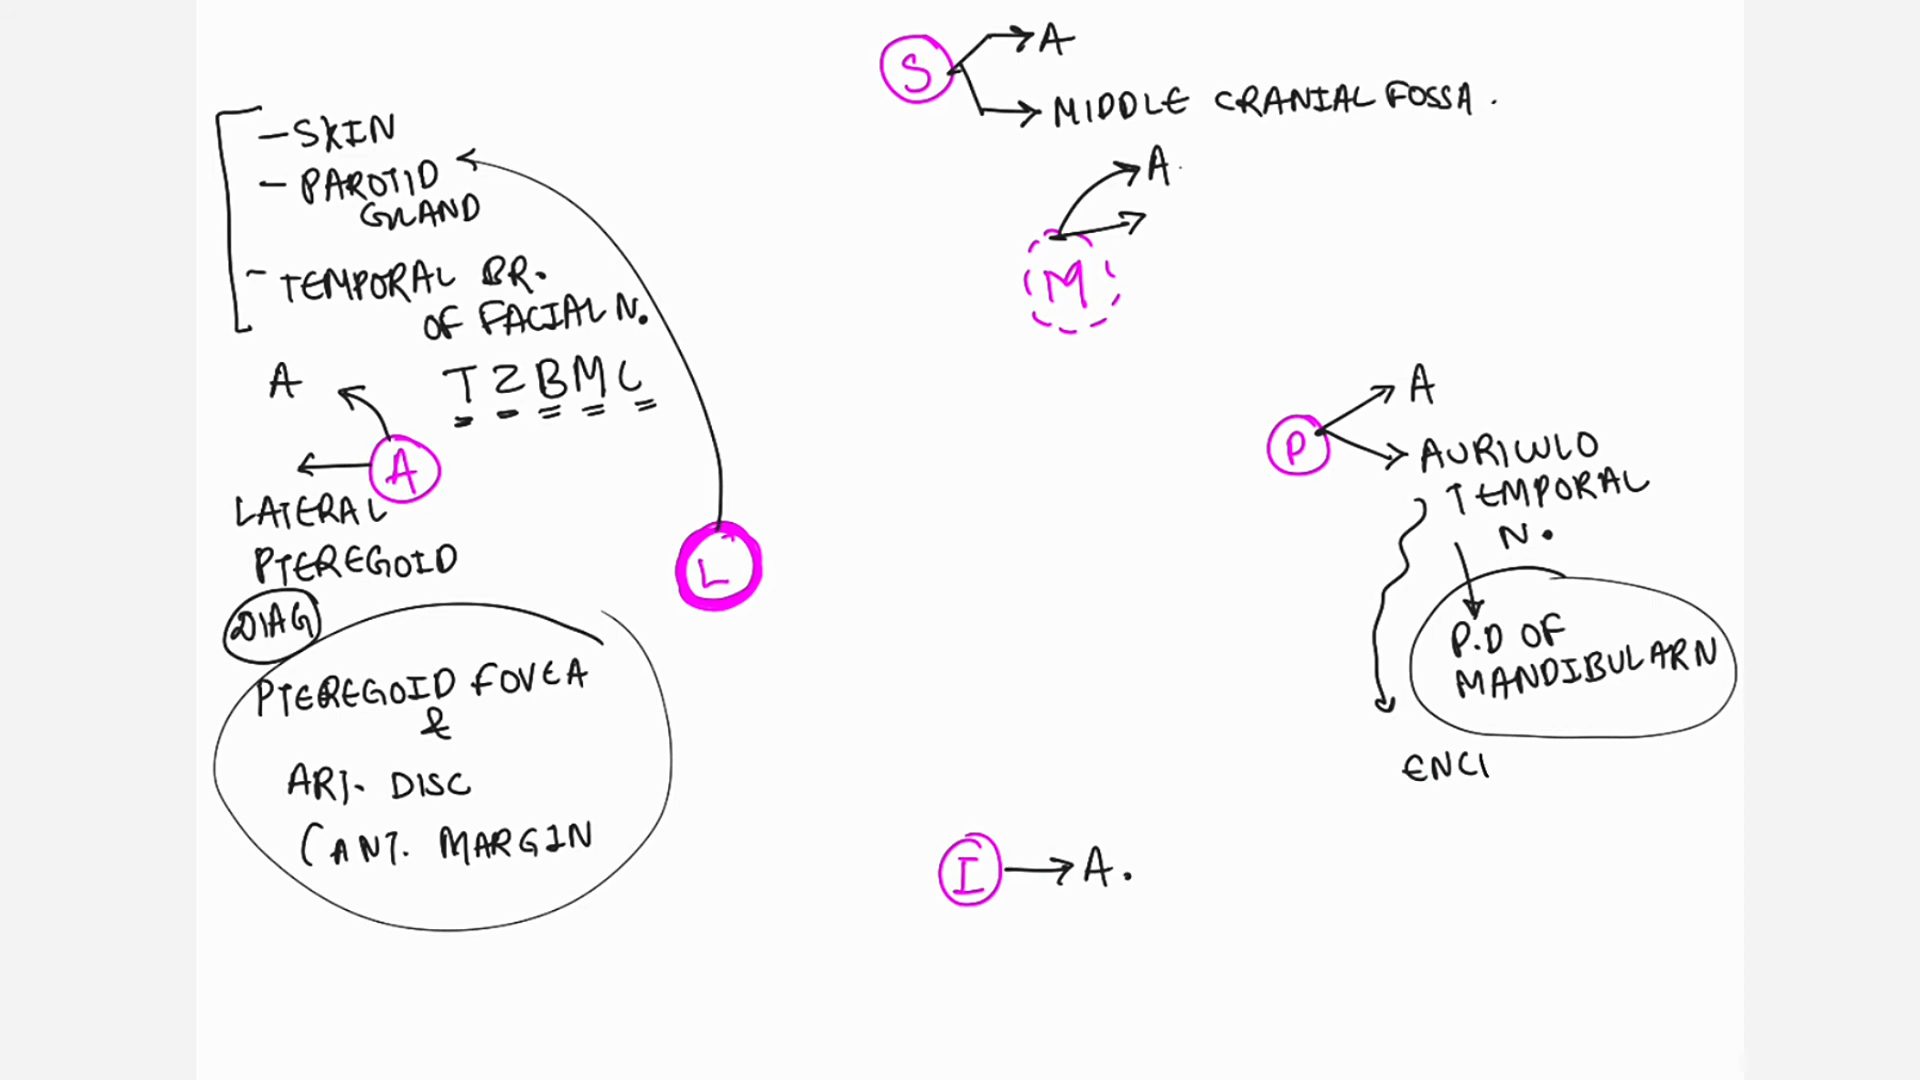 S
A
MIDDLE CRANIAL FOSSA.
- SKIN
- PAROTID
GLAND
- TEMPORAL BR.
OF FACIAL N.
T Z B M C
A
A
LATERAL
PTEREGOID
DIAG
PTEREGOID FOVEA
&
ART. DISC
(ANT. MARGIN
L
A.
M
P
A
AURICULO
TEMPORAL
N.
P.D OF
MANDIBULAR N
ENCI
I
A.